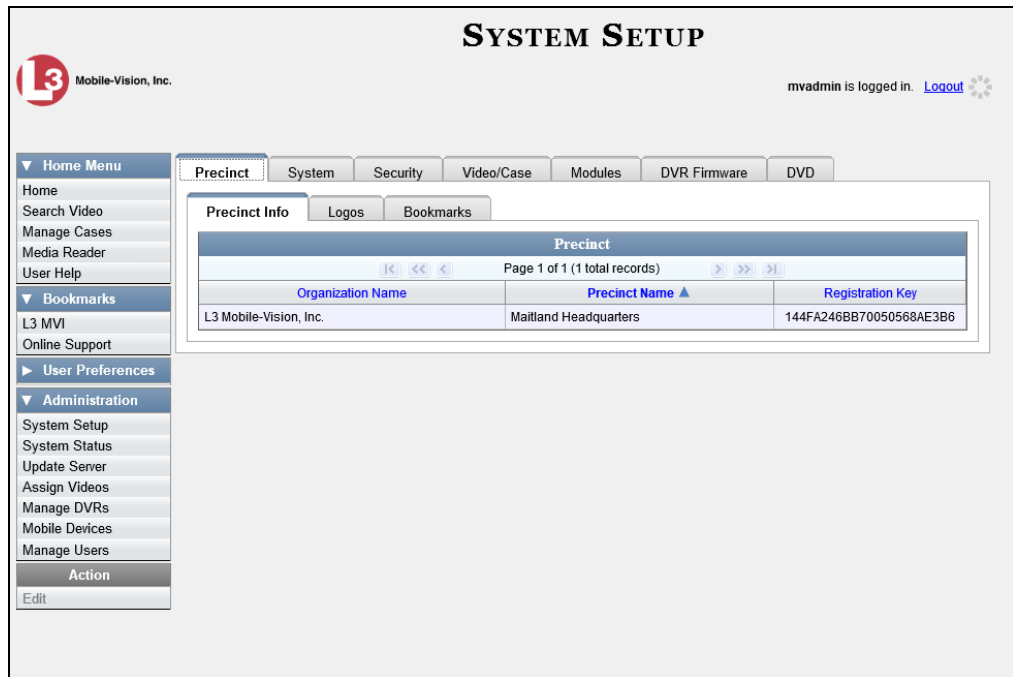 SYSTEM SETUP
L3 Mobile-Vision, Inc.
mvadmin is logged in. Logout
Home Menu
Home
Search Video
Manage Cases
Media Reader
User Help
Bookmarks
L3 MVI
Online Support
User Preferences
Administration
System Setup
System Status
Update Server
Assign Videos
Manage DVRs
Mobile Devices
Manage Users
Action
Edit
Precinct System Security Video/Case Modules DVR Firmware DVD
Precinct Info Logos Bookmarks
Precinct
Page 1 of 1 (1 total records)
Organization Name Precinct Name Registration Key
L3 Mobile-Vision, Inc. Maitland Headquarters 144FA246BB70050568AE3B6